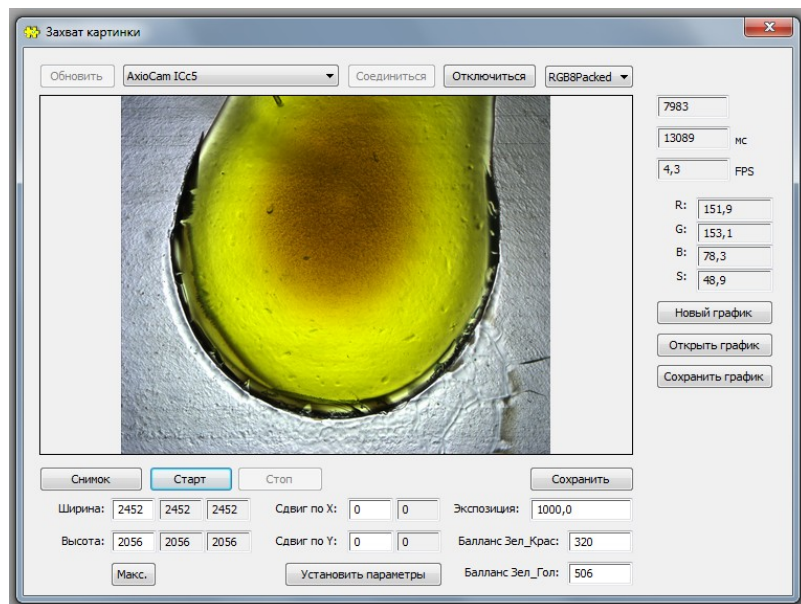 Захват картинки
Обновить AxioCam ICc5 Соединиться Отключиться RGB8Packed
7983
13089 мс
4,3 FPS
R: 151,9
G: 153,1
B: 78,3
S: 48,9
Новый график
Открыть график
Сохранить график
Снимок Старт Стоп Сохранить
Ширина: 2452 2452 2452 Сдвиг по X: 0 0 Экспозиция: 1000,0
Высота: 2056 2056 2056 Сдвиг по Y: 0 0 Балланс Зел_Крас: 320
Макс. Установить параметры Балланс Зел_Гол: 506